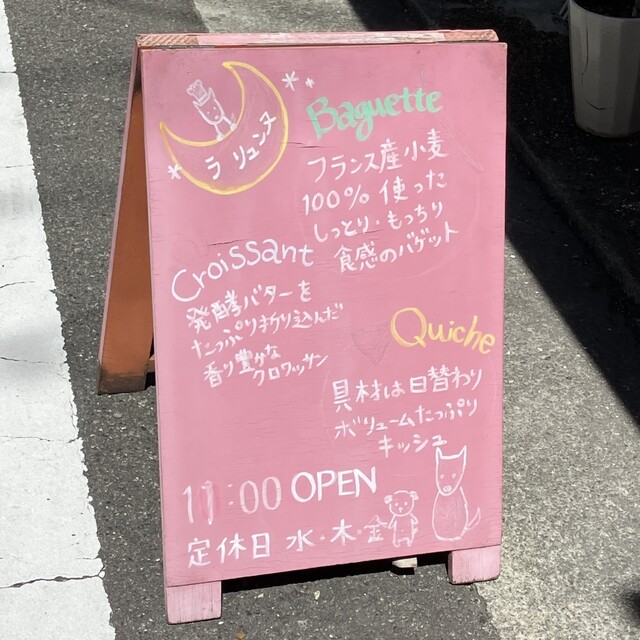 ラ リュンヌ
Baguette
フランス産小麦
100% 使った
しっとり・もっちり
食感のバゲット
Croissant
発酵バターを
たっぷり折り込んだ
香り豊かな
クロワッサン
Quiche
具材は日替わり
ボリュームたっぷり
キッシュ
11:00 OPEN
定休日 水・木・金